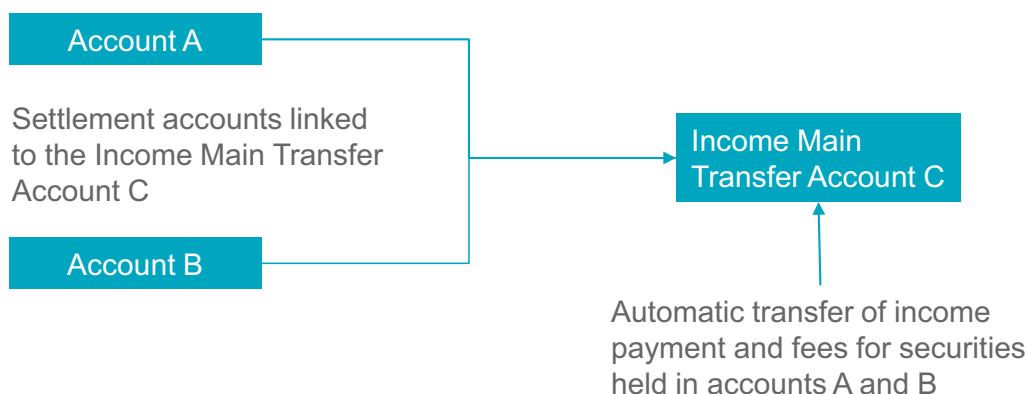 Account A
Settlement accounts linked
to the Income Main Transfer
Account C
Account B
Income Main
Transfer Account C
Automatic transfer of income
payment and fees for securities
held in accounts A and B